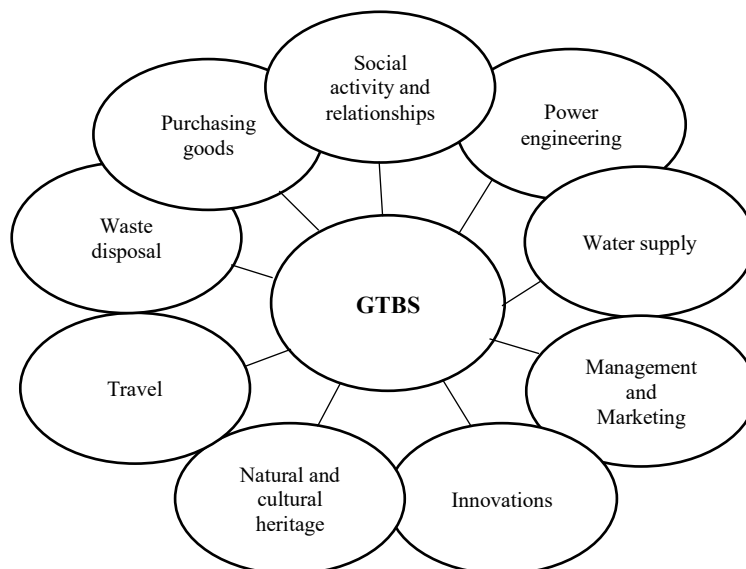 Social
activity and
relationships
Power
engineering
Purchasing
goods
Waste
disposal
Water supply
GTBS
Travel
Management
and
Marketing
Natural and
cultural
heritage
Innovations